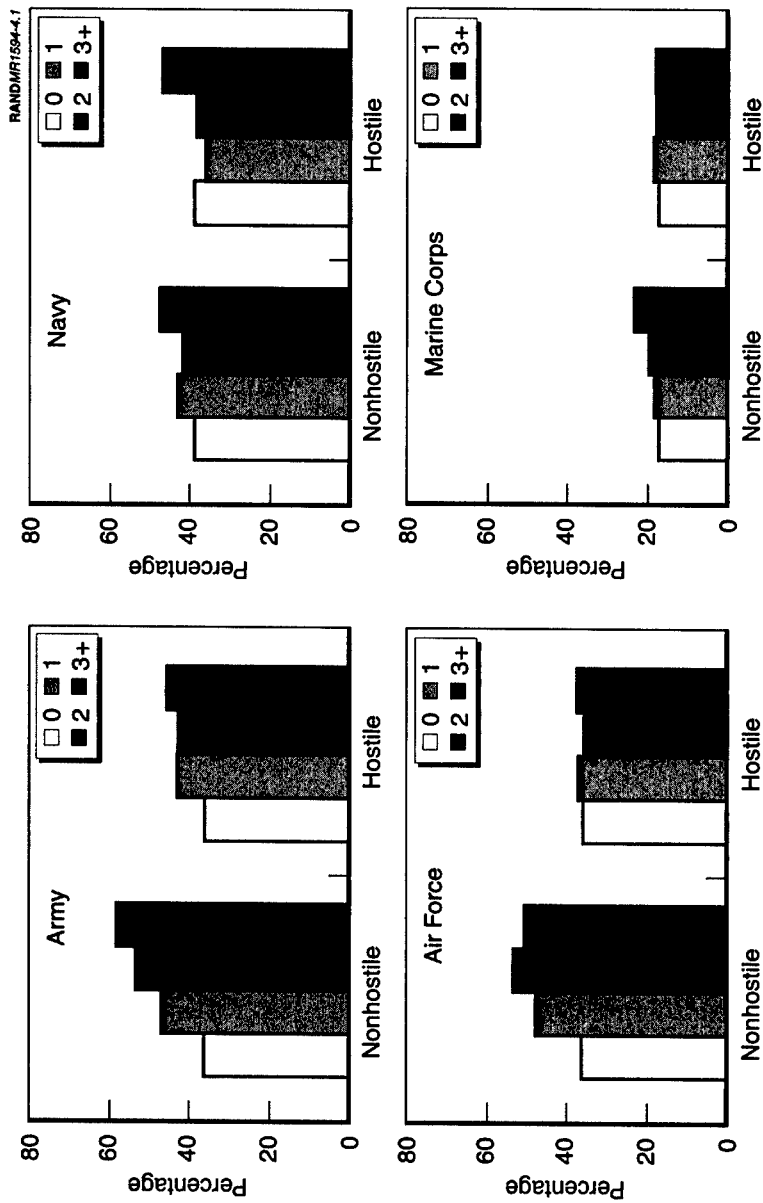 RANDMR1594-4.1
Army
0 1
2 3+
80
60
40
20
0
Percentage
Nonhostile
Hostile
Navy
0 1
2 3+
80
60
40
20
0
Percentage
Nonhostile
Hostile
Air Force
0 1
2 3+
80
60
40
20
0
Percentage
Nonhostile
Hostile
Marine Corps
0 1
2 3+
80
60
40
20
0
Percentage
Nonhostile
Hostile